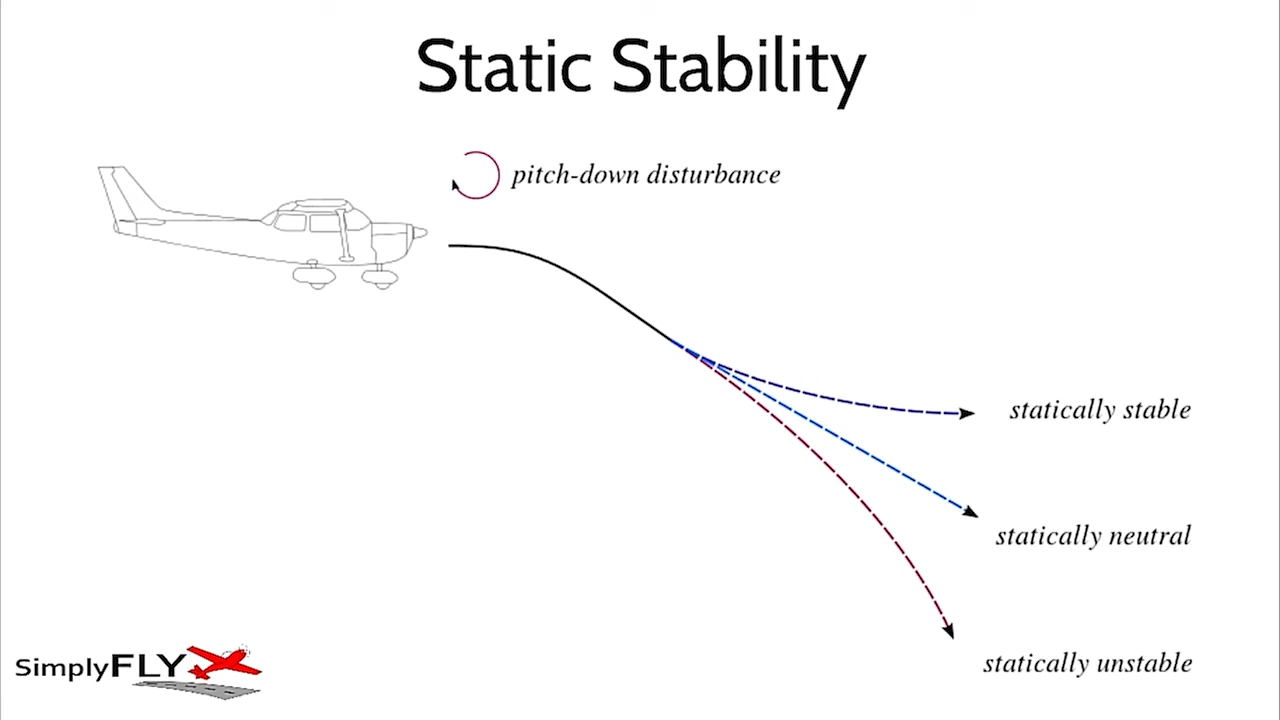 Static Stability
pitch-down disturbance
statically stable
statically neutral
statically unstable
SimplyFLY